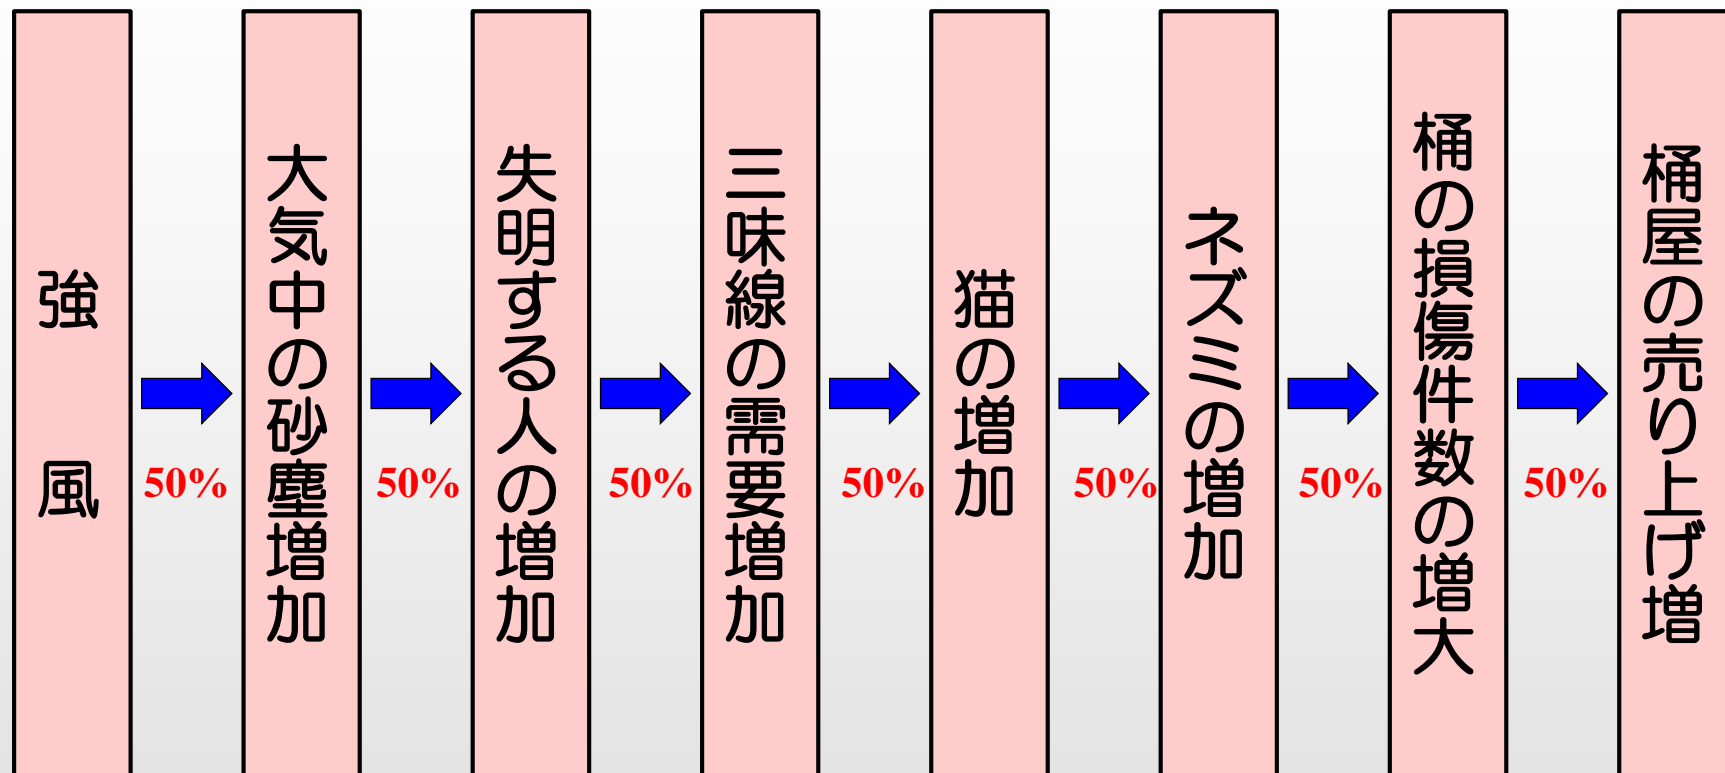 強風
50%
大気中の砂塵増加
50%
失明する人の増加
50%
三味線の需要増加
50%
猫の増加
50%
ネズミの増加
50%
桶の損傷件数の増大
50%
桶屋の売り上げ増